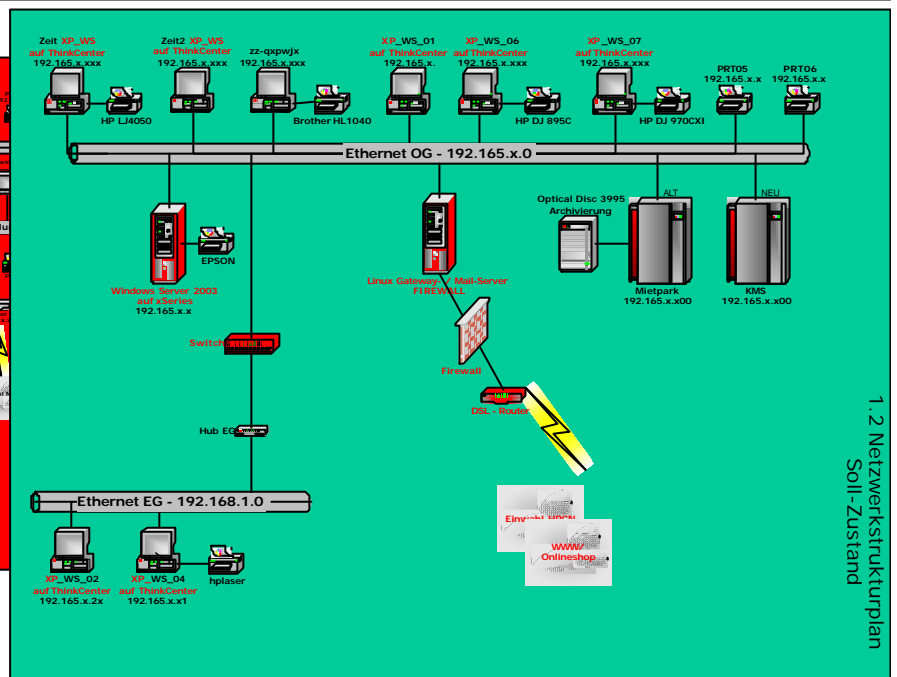 Zeit XP_WS
auf ThinkCenter
192.165.x.xxx
Zeit2 XP_WS
auf ThinkCenter
192.165.x.xxx
zz-qxpwjx
192.165.x.xxx
XP_WS_01
auf ThinkCenter
192.165.x.
XP_WS_06
auf ThinkCenter
192.165.x.xxx
XP_WS_07
auf ThinkCenter
192.165.x.xxx
PRT05
192.165.x.x
PRT06
192.165.x.x
HP LJ4050
Brother HL1040
HP DJ 895C
HP DJ 970CXI
Ethernet OG - 192.165.x.0
EPSON
Windows Server 2003
auf xSeries
192.165.x.x
Linux Gateway- / Mail-Server
FIREWALL
Optical Disc 3995
Archivierung
ALT
Mietpark
192.165.x.x00
NEU
KMS
192.165.x.x00
Switch
Firewall
DSL - Router
Hub EG
Ethernet EG - 192.168.1.0
XP_WS_02
auf ThinkCenter
192.165.x.2x
XP_WS_04
auf ThinkCenter
192.165.x.x1
hplaser
WWW/
Onlineshop
1.2 Netzwerkstrukturplan
Soll-Zustand